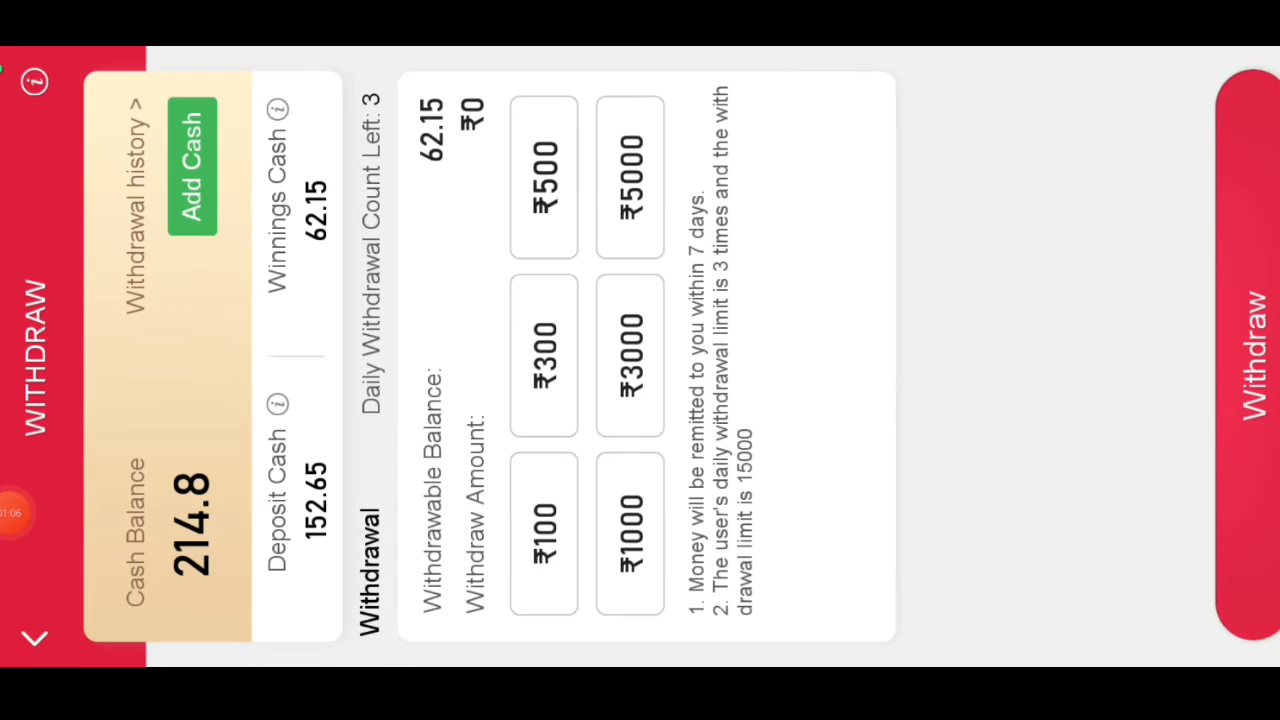 WITHDRAW
Cash Balance
Withdrawal history >
214.8
Add Cash
Deposit Cash
Winnings Cash
152.65
62.15
Withdrawal
Daily Withdrawal Count Left: 3
Withdrawable Balance:
62.15
Withdraw Amount:
₹0
₹100
₹300
₹500
₹1000
₹3000
₹5000
1. Money will be remitted to you within 7 days.
2. The user's daily withdrawal limit is 3 times and the with
drawal limit is 15000
Withdraw
01:06